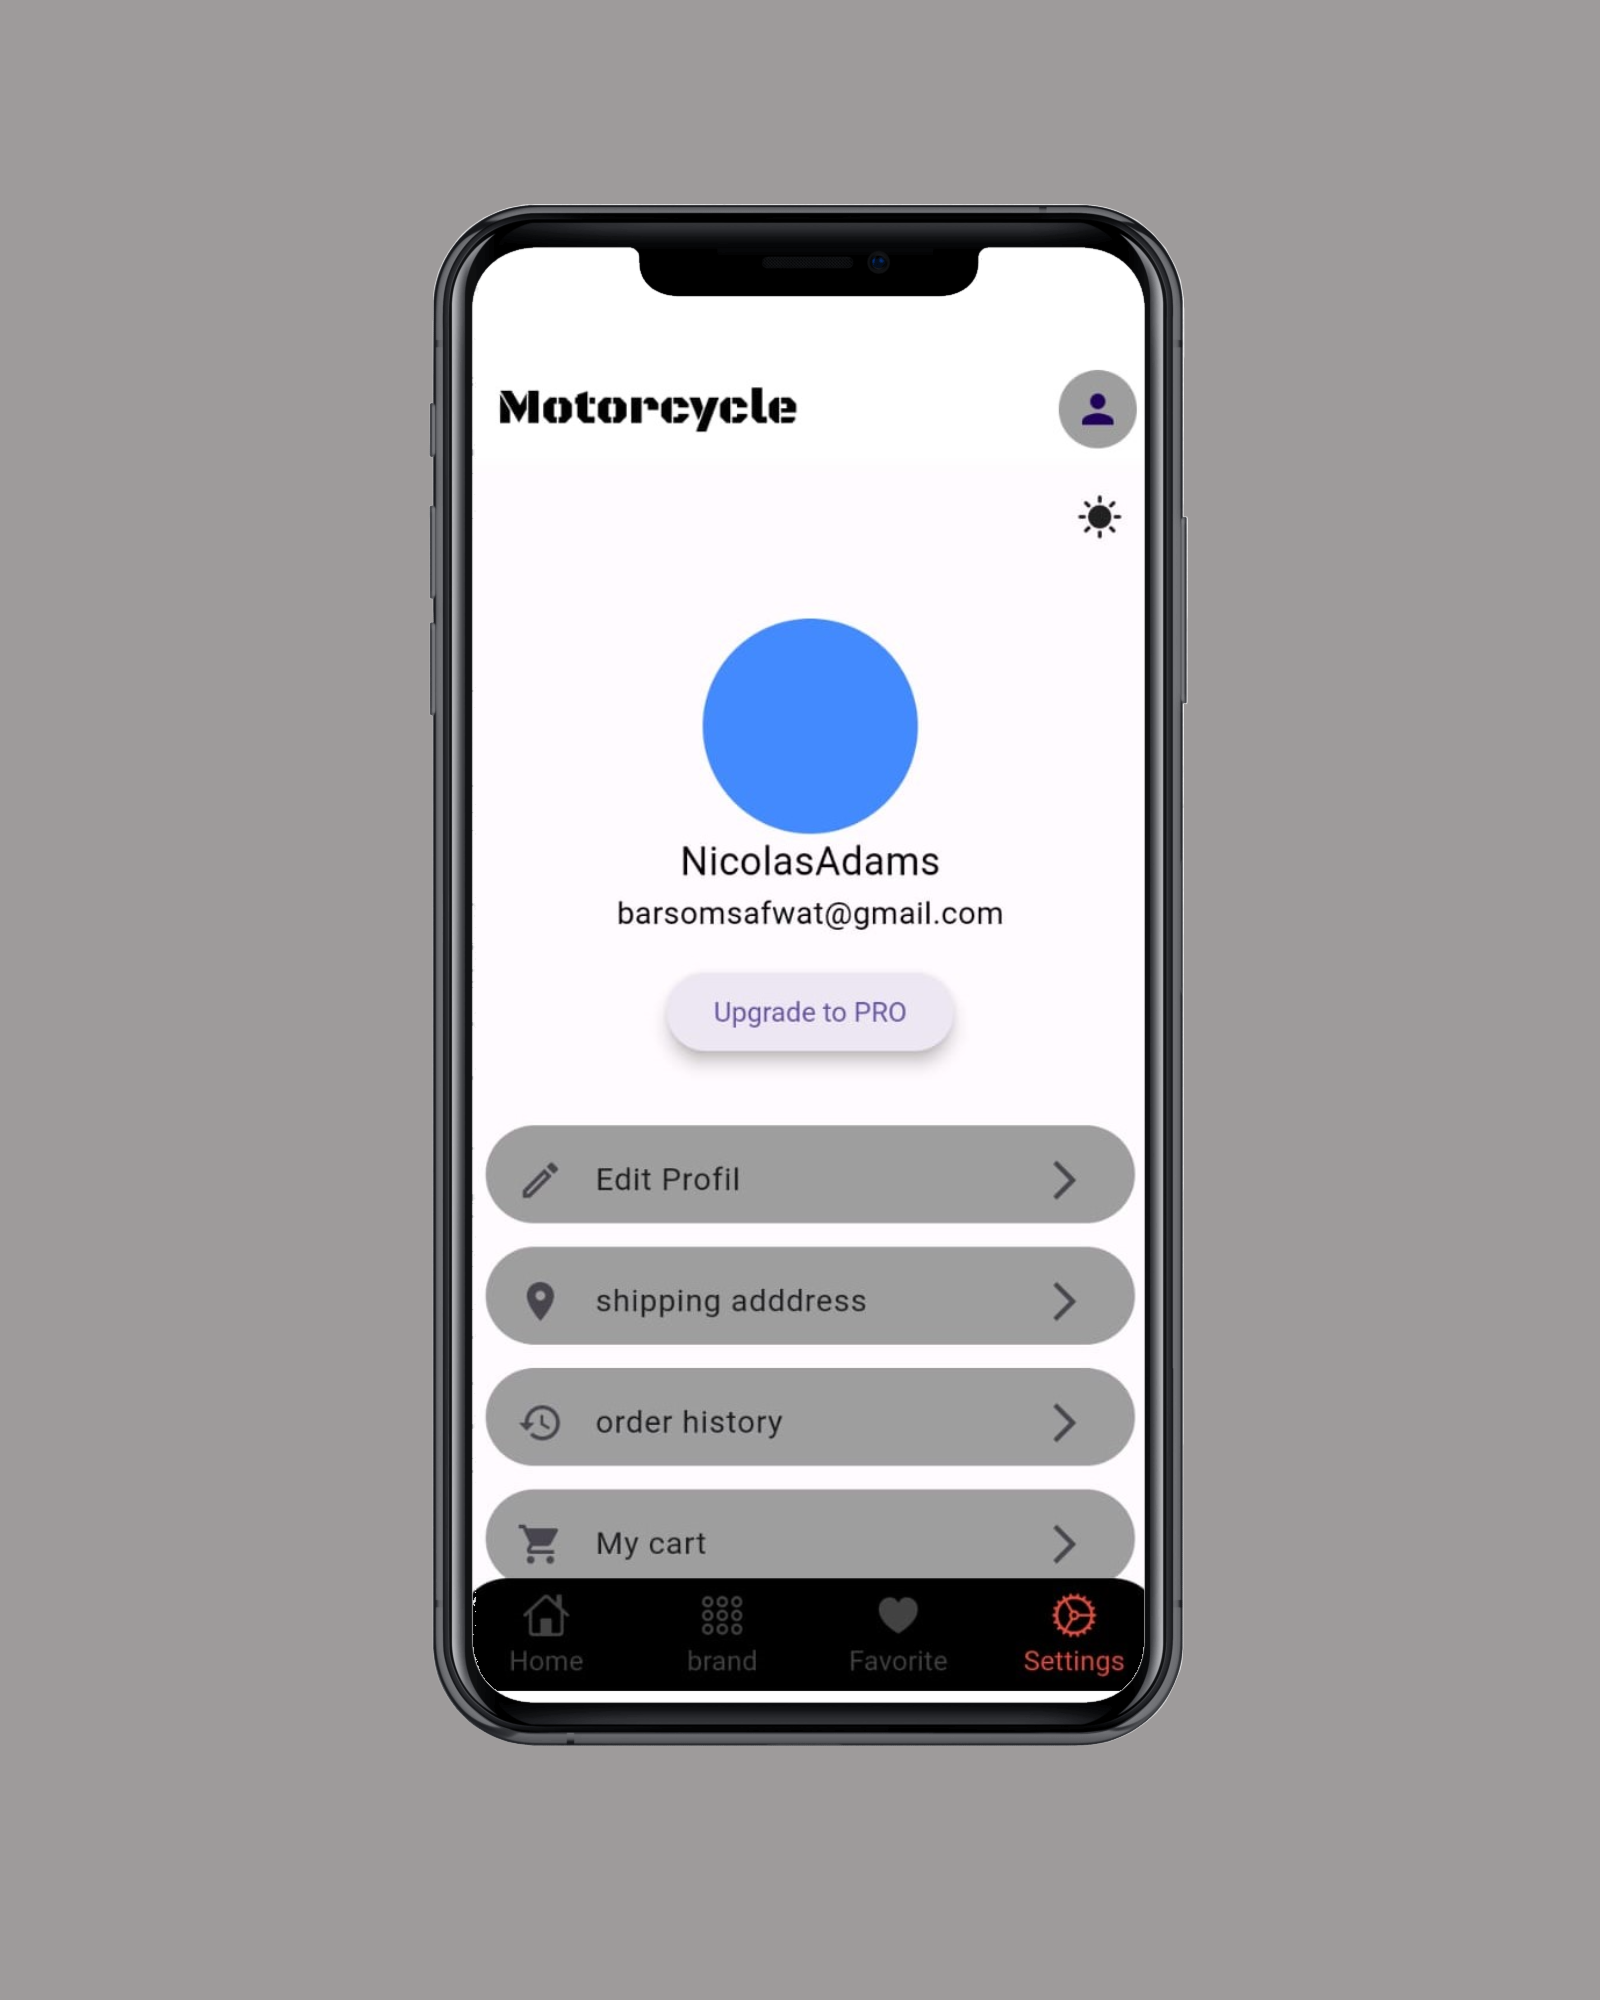 Motorcycle
NicolasAdams
barsomsafwat@gmail.com
Upgrade to PRO
Edit Profil
shipping adddress
order history
My cart
Home brand Favorite Settings